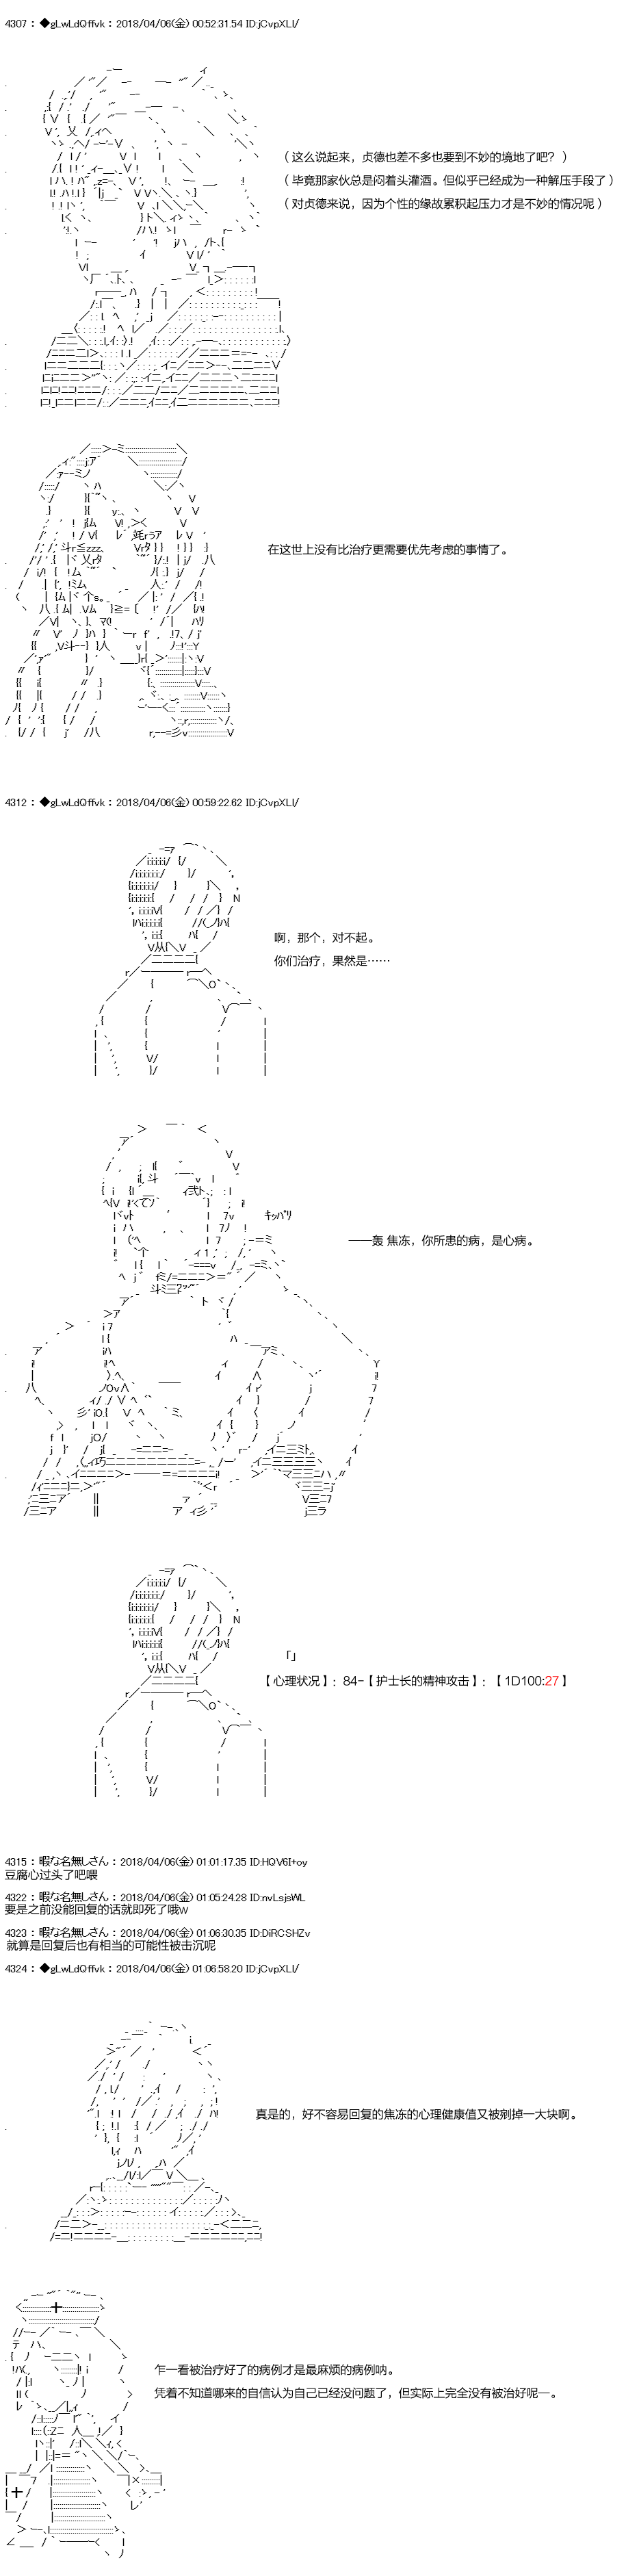 4307 : ◆gLwLdQffvk : 2018/04/06(金) 00:52:31.54 ID:jCvpXLI/
（这么说起来，贞德也差不多也要到不妙的境地了吧？）
（毕竟那家伙总是闷着头灌酒。但似乎已经成为一种解压手段了）
（对贞德来说，因为个性的缘故累积起压力才是不妙的情况呢）
在这世上没有比治疗更需要优先考虑的事情了。
4312 : ◆gLwLdQffvk : 2018/04/06(金) 00:59:22.62 ID:jCvpXLI/
啊，那个，对不起。
你们治疗，果然是……
ｷｯﾊﾟﾘ
──轰 焦冻，你所患的病，是心病。
「」
【心理状况】：84-【护士长的精神攻击】：【1D100:27】
4315 : 暇な名無しさん : 2018/04/06(金) 01:01:17.35 ID:HQV6I+oy
豆腐心过头了吧喂
4322 : 暇な名無しさん : 2018/04/06(金) 01:05:24.28 ID:nvLsjsWL
要是之前没能回复的话就即死了哦w
4323 : 暇な名無しさん : 2018/04/06(金) 01:06:30.35 ID:DiRCSHZv
就算是回复后也有相当的可能性被击沉呢
4324 : ◆gLwLdQffvk : 2018/04/06(金) 01:06:58.20 ID:jCvpXLI/
真是的，好不容易回复的焦冻的心理健康值又被剜掉一大块啊。
乍一看被治疗好了的病例才是最麻烦的病例呐。
凭着不知道哪来的自信认为自己已经没问题了，但实际上完全没有被治好呢─。